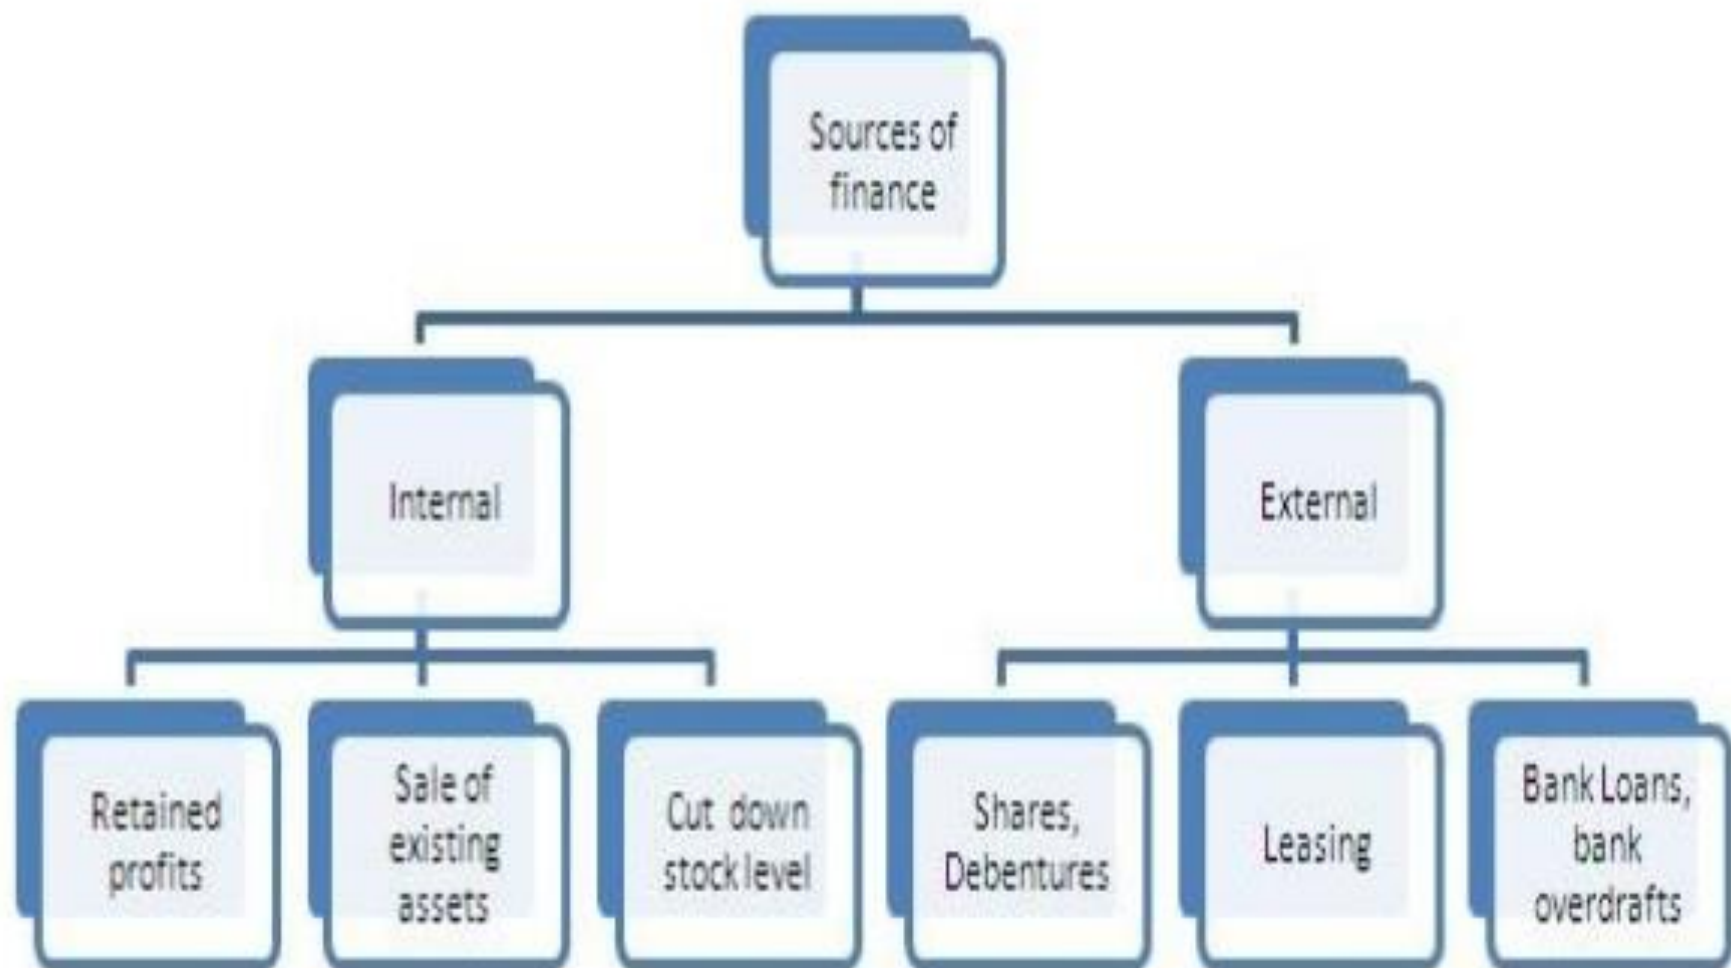 Sources of
finance
Internal
External
Retained
profits
Sale of
existing
assets
Cut down
stock level
Shares,
Debentures
Leasing
Bank Loans,
bank
overdrafts